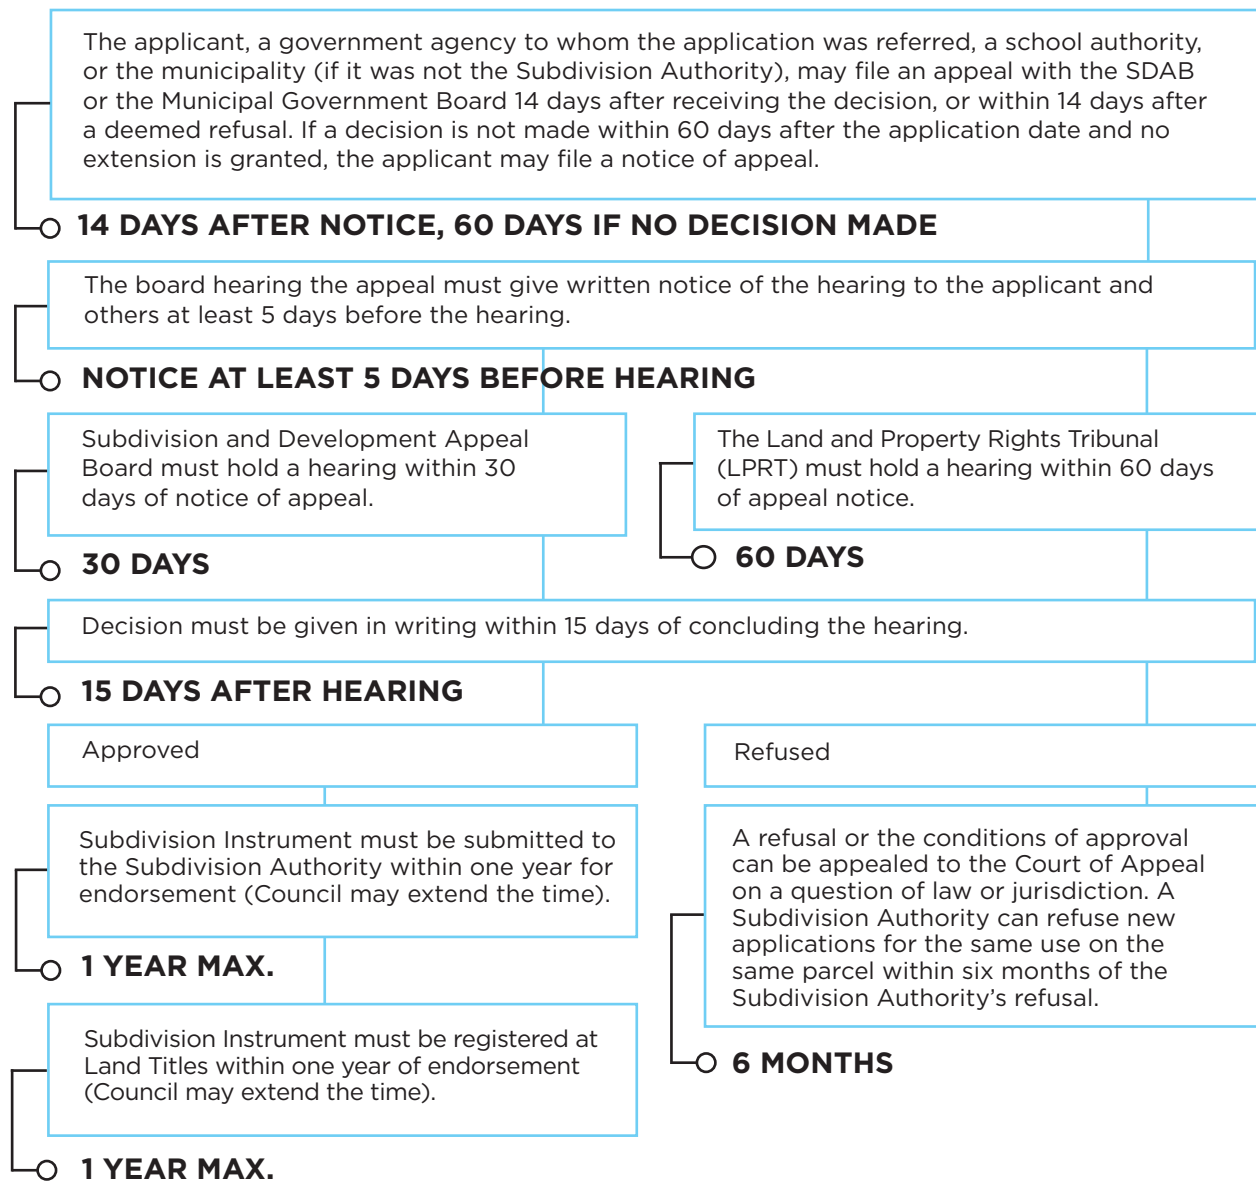 The applicant, a government agency to whom the application was referred, a school authority,
or the municipality (if it was not the Subdivision Authority), may file an appeal with the SDAB
or the Municipal Government Board 14 days after receiving the decision, or within 14 days after
a deemed refusal. If a decision is not made within 60 days after the application date and no
extension is granted, the applicant may file a notice of appeal.
14 DAYS AFTER NOTICE, 60 DAYS IF NO DECISION MADE
The board hearing the appeal must give written notice of the hearing to the applicant and
others at least 5 days before the hearing.
NOTICE AT LEAST 5 DAYS BEFORE HEARING
Subdivision and Development Appeal
Board must hold a hearing within 30
days of notice of appeal.
30 DAYS
The Land and Property Rights Tribunal
(LPRT) must hold a hearing within 60 days
of appeal notice.
60 DAYS
Decision must be given in writing within 15 days of concluding the hearing.
15 DAYS AFTER HEARING
Approved
Subdivision Instrument must be submitted to
the Subdivision Authority within one year for
endorsement (Council may extend the time).
1 YEAR MAX.
Subdivision Instrument must be registered at
Land Titles within one year of endorsement
(Council may extend the time).
1 YEAR MAX.
Refused
A refusal or the conditions of approval
can be appealed to the Court of Appeal
on a question of law or jurisdiction. A
Subdivision Authority can refuse new
applications for the same use on the
same parcel within six months of the
Subdivision Authority’s refusal.
6 MONTHS